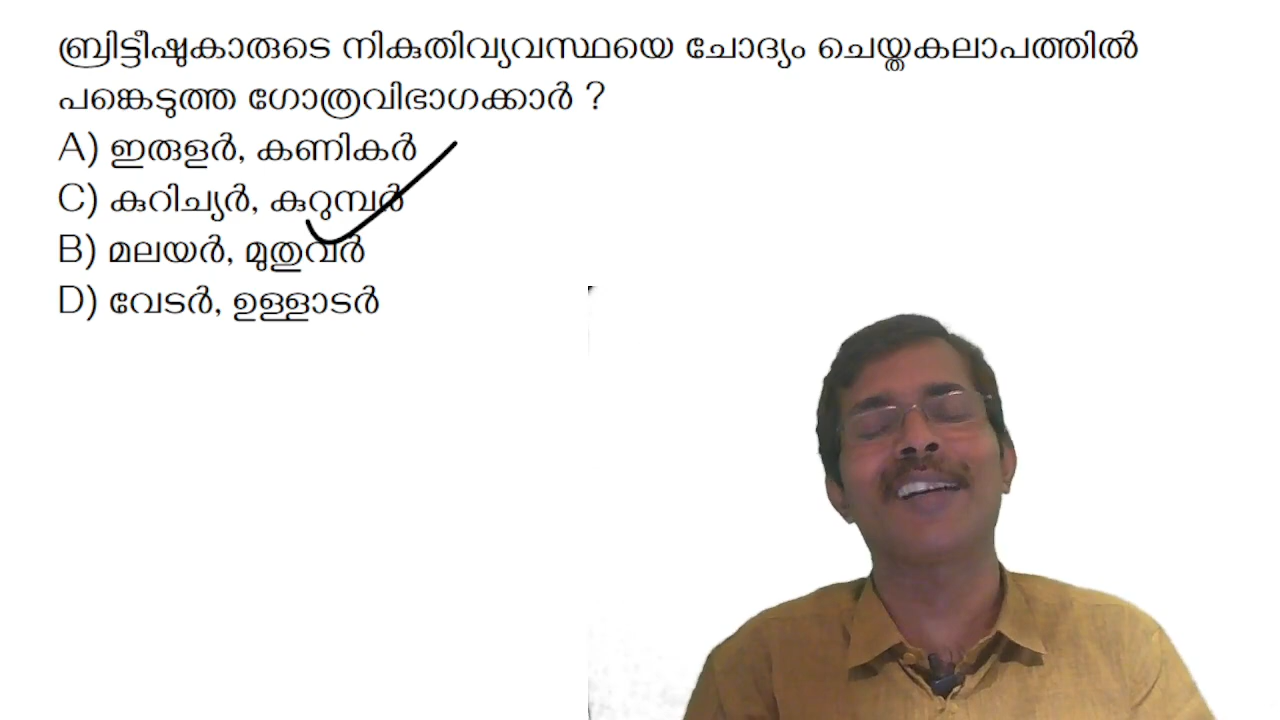 ബ്രിട്ടീഷുകാരുടെ നികുതിവ്യവസ്ഥയെ ചോദ്യം ചെയ്തകലാപത്തിൽ
പങ്കെടുത്ത ഗോത്രവിഭാഗക്കാർ ?
A) ഇരുളർ, കണികർ
C) കുറിച്യർ, കുറുമ്പർ
B) മലയർ, മുതുവർ
D) വേടർ, ഉള്ളാടർ